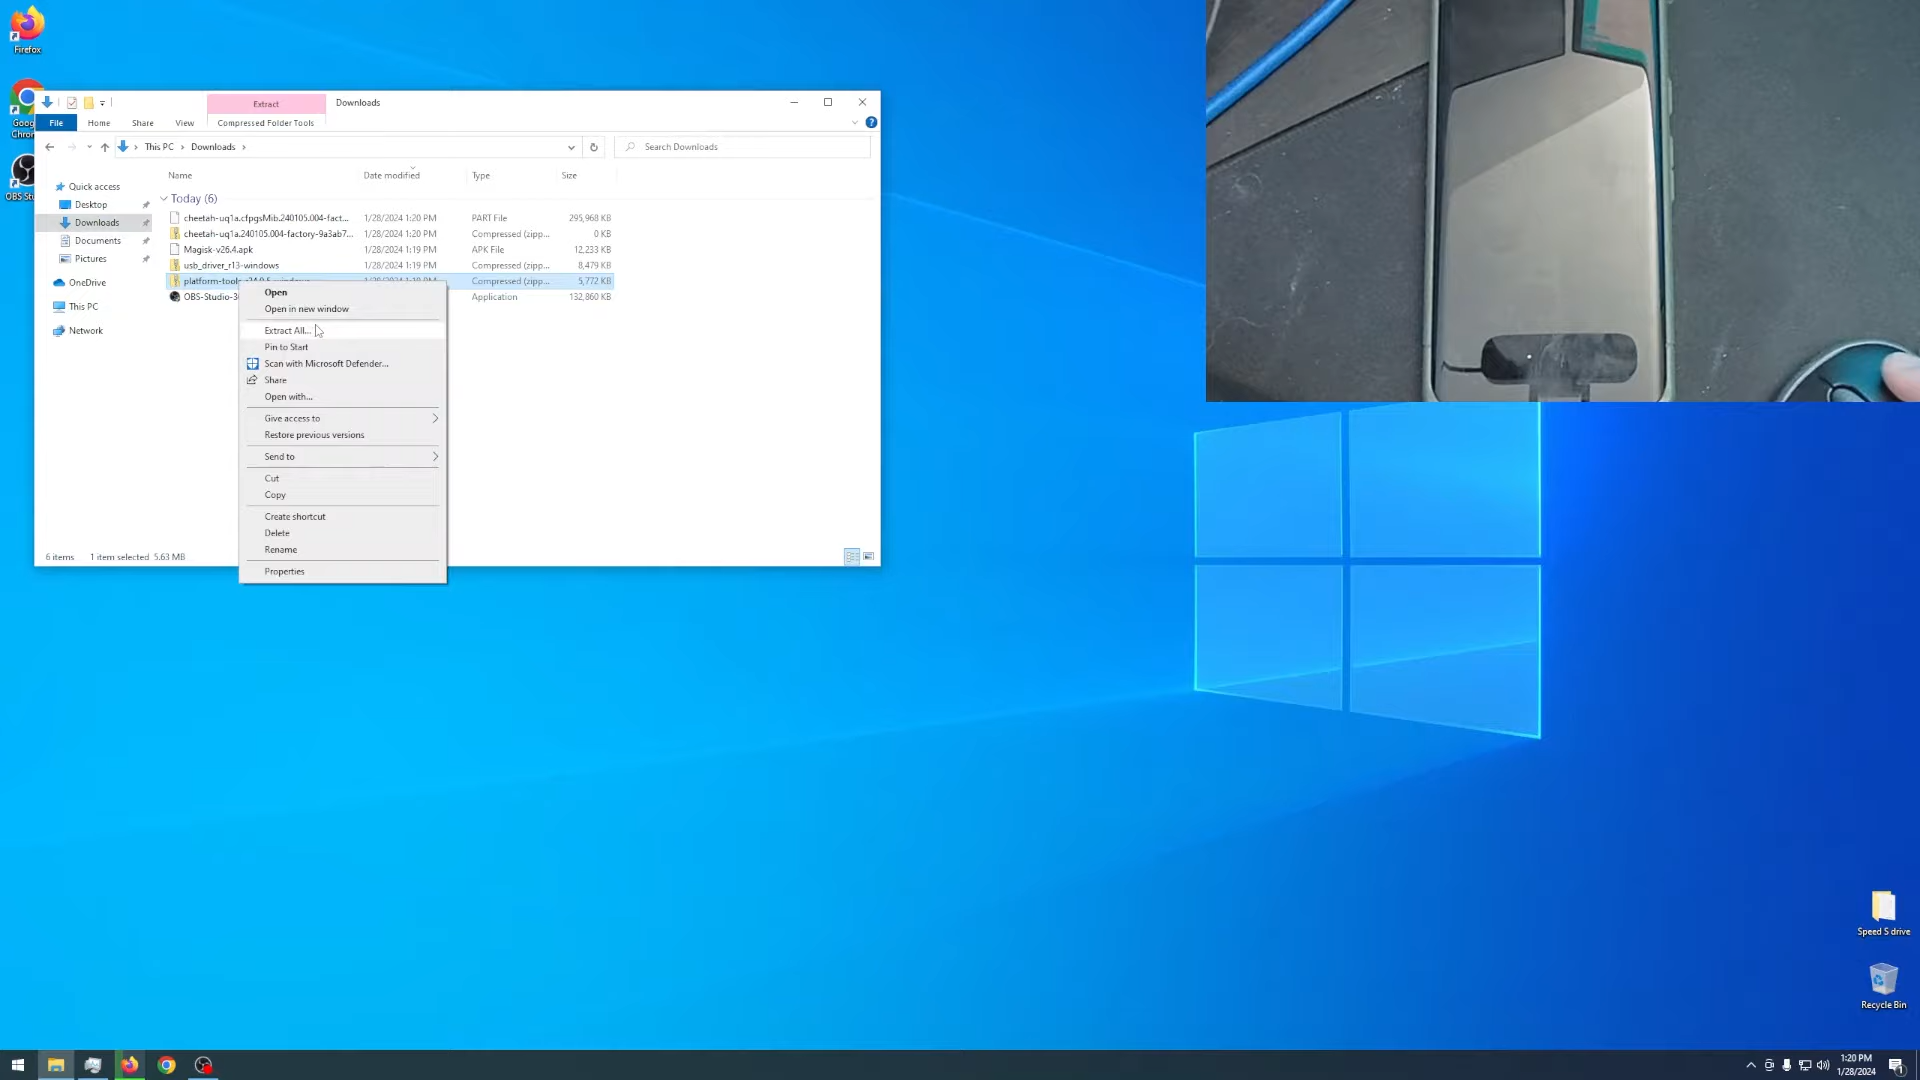 Firefox
Goog
Chron
OBS Stu
Extract
Downloads
File
Home
Share
View
Compressed Folder Tools
This PC
Downloads
Search Downloads
Name
Date modified
Type
Size
Quick access
Desktop
Downloads
Documents
Pictures
OneDrive
This PC
Network
Today (6)
cheetah-uq1a.cfpgsMib.240105.004-fact... 1/28/2024 1:20 PM PART File 295,968 KB
cheetah-uq1a.240105.004-factory-9a3ab7... 1/28/2024 1:20 PM Compressed (zipp... 0 KB
Magisk-v26.4.apk 1/28/2024 1:19 PM APK File 12,233 KB
usb_driver_r13-windows 1/28/2024 1:19 PM Compressed (zipp... 8,479 KB
Compressed (zipp... 5,772 KB
OBS-Studio-3 Application 132,860 KB
Open
Open in new window
Extract All...
Pin to Start
Scan with Microsoft Defender...
Share
Open with...
Give access to
Restore previous versions
Send to
Cut
Copy
Create shortcut
Delete
Rename
Properties
6 items 1 item selected 5.63 MB
Speed S drive
Recycle Bin
1:20 PM
1/28/2024